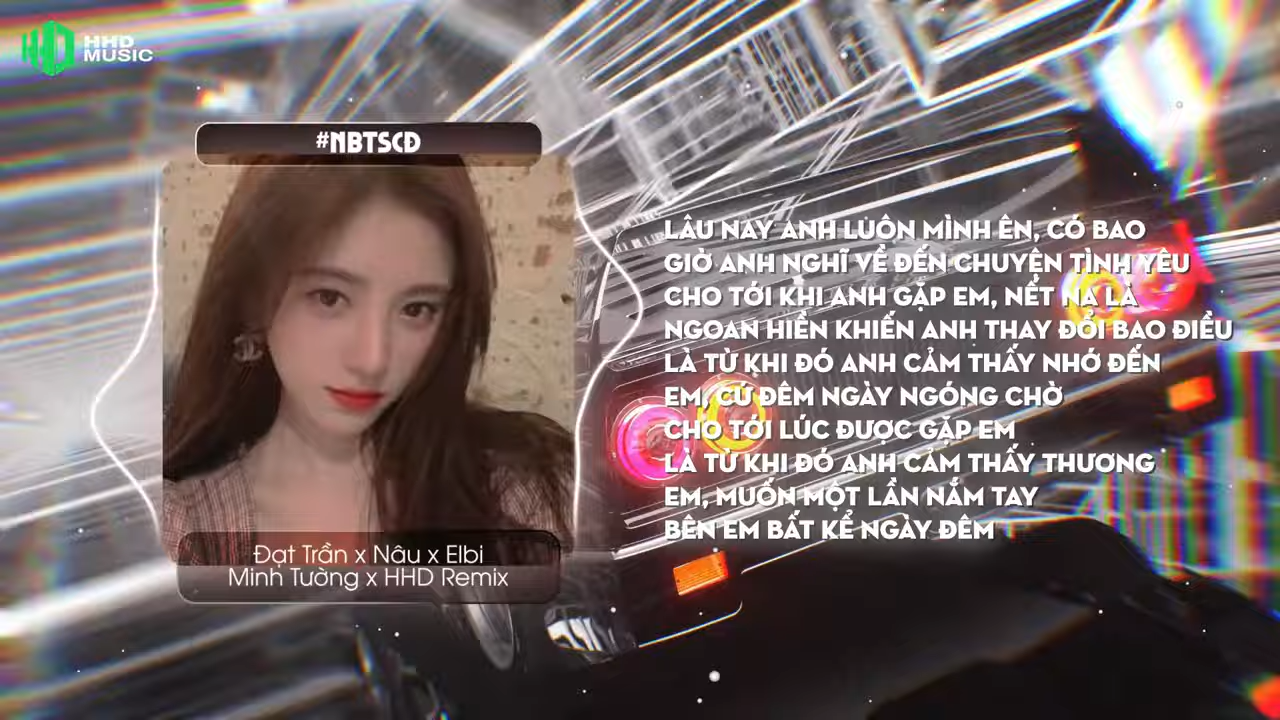 HHD
MUSIC
#NBTSCĐ
LÂU NAY ANH LUÔN MÌNH ÊN, CÓ BAO
GIỜ ANH NGHĨ VỀ ĐẾN CHUYỆN TÌNH YÊU
CHO TỚI KHI ANH GẶP EM, NẾT NA LÀ
NGOAN HIỀN KHIẾN ANH THAY ĐỔI BAO ĐIỀU
LÀ TỪ KHI ĐÓ ANH CẢM THẤY NHỚ ĐẾN
EM, CỨ ĐÊM NGÀY NGÓNG CHỜ
CHO TỚI LÚC ĐƯỢC GẶP EM
LÀ TỪ KHI ĐÓ ANH CẢM THẤY THƯƠNG
EM, MUỐN MỘT LẦN NẮM TAY
BÊN EM BẤT KỂ NGÀY ĐÊM
Đạt Trần x Nâu x Elbi
Minh Tường x HHD Remix